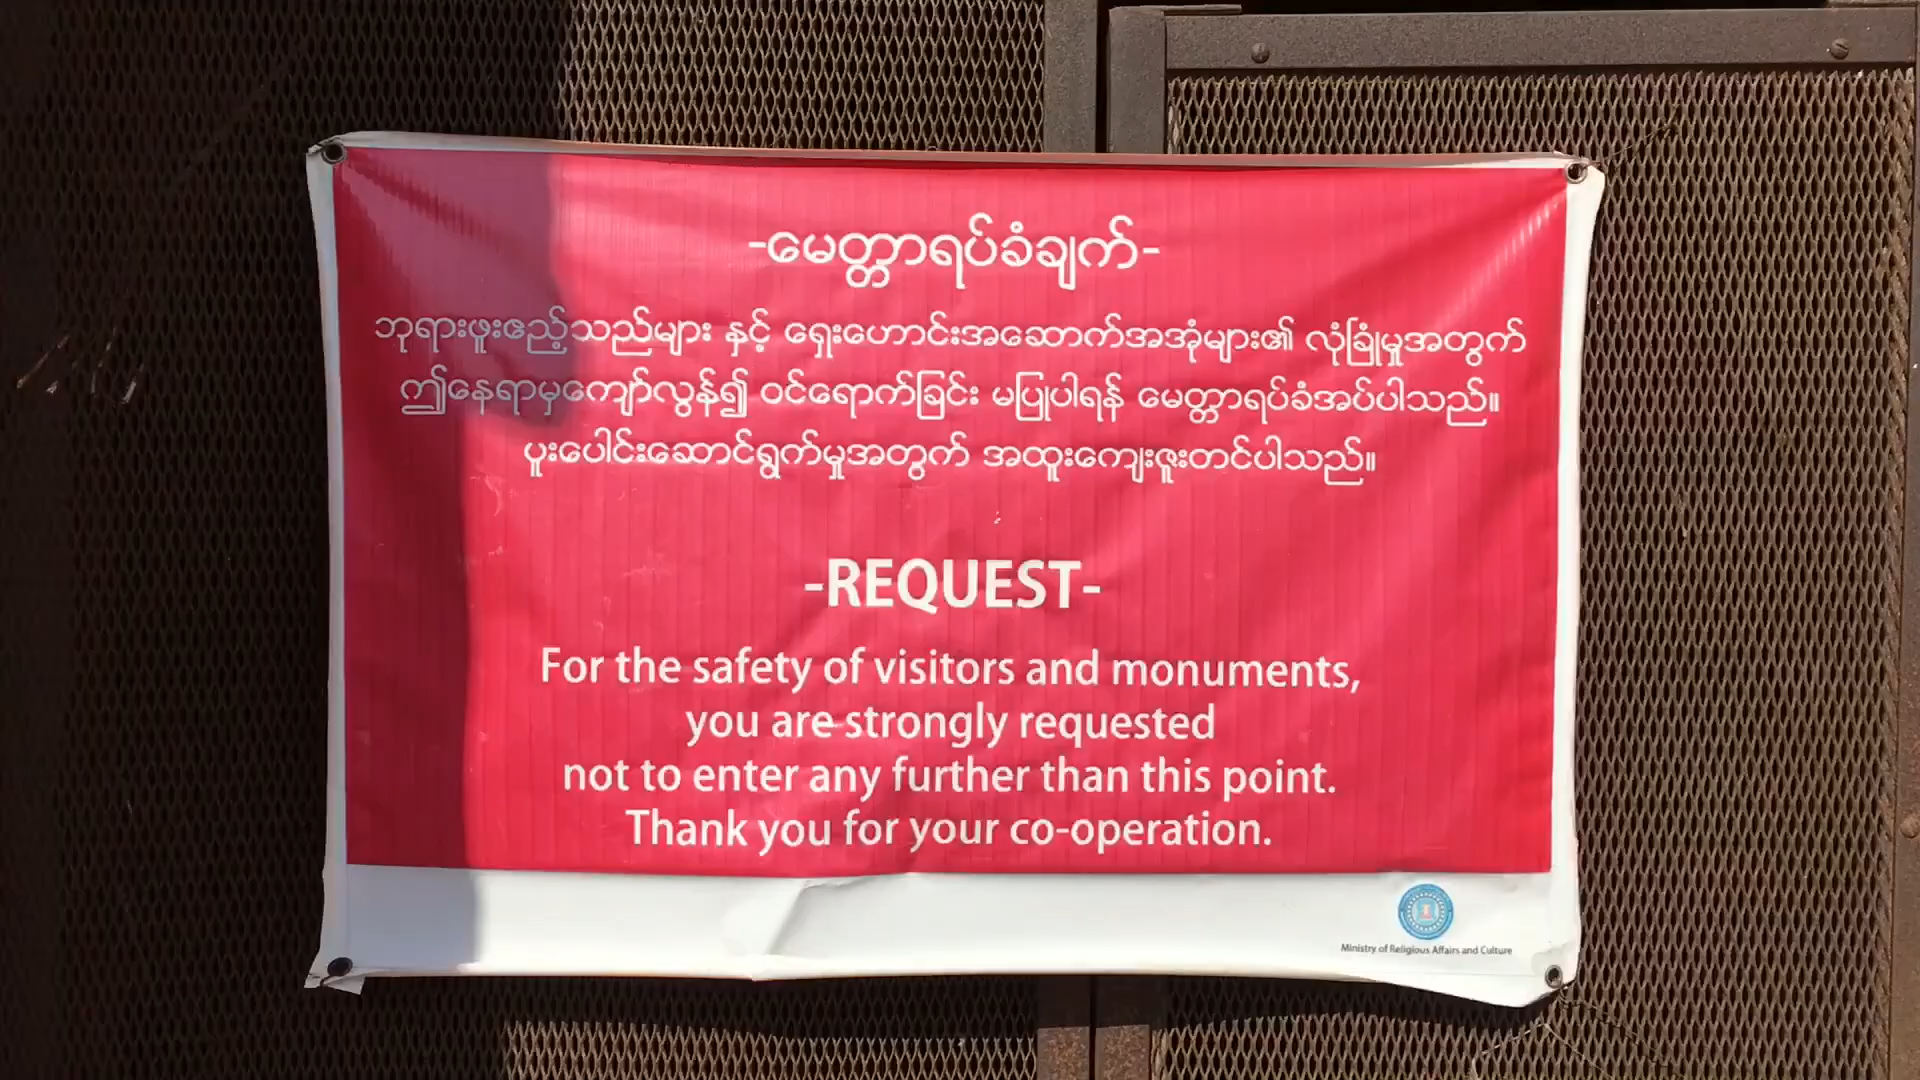 -မေတ္တာရပ်ခံချက်-
ဘုရားဖူးဧည့်သည်များ နှင့် ရှေးဟောင်းအဆောက်အအုံများ၏ လုံခြုံမှုအတွက်
ဤနေရာမှကျော်လွန်၍ ဝင်ရောက်ခြင်း မပြုပါရန် မေတ္တာရပ်ခံအပ်ပါသည်။
ပူးပေါင်းဆောင်ရွက်မှုအတွက် အထူးကျေးဇူးတင်ပါသည်။
-REQUEST-
For the safety of visitors and monuments,
you are strongly requested
not to enter any further than this point.
Thank you for your co-operation.
Ministry of Religious Affairs and Culture